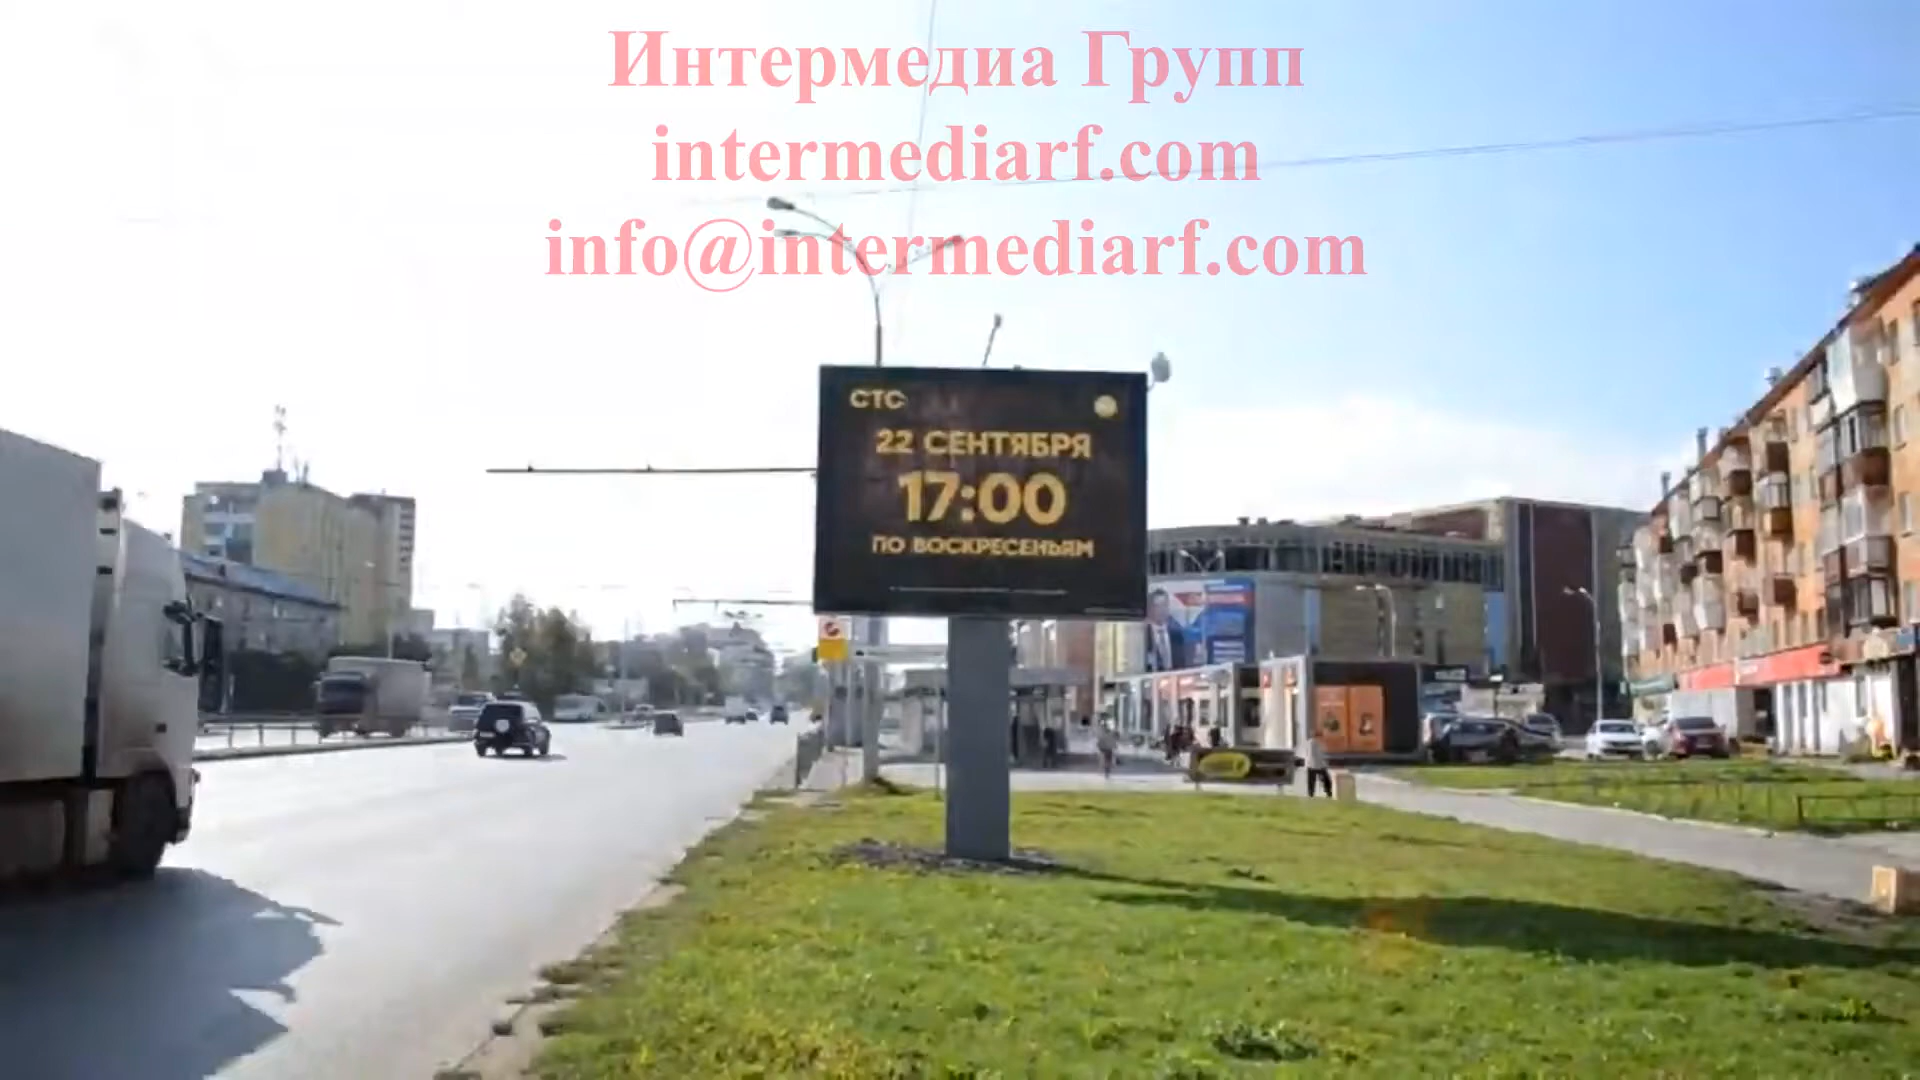 Интермедиа Групп
intermediarf.com
info@intermediarf.com
СТС
22 СЕНТЯБРЯ
17:00
ПО ВОСКРЕСЕНЬЯМ